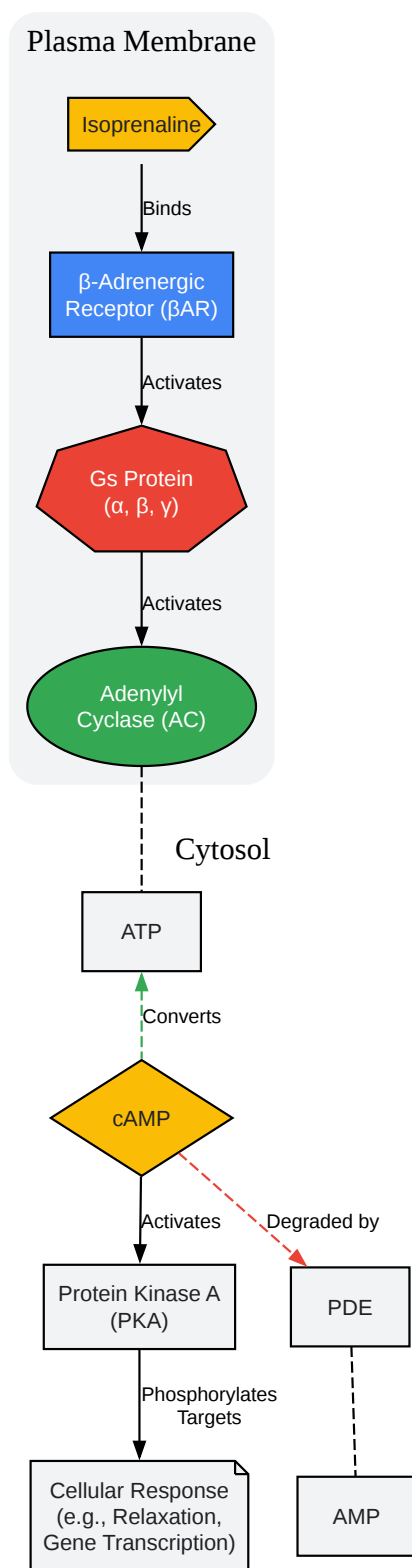 Plasma Membrane
Isoprenaline
Binds
β-Adrenergic
Receptor (βAR)
Activates
Gs Protein
(α, β, γ)
Activates
Adenylyl
Cyclase (AC)
Cytosol
ATP
Converts
cAMP
Activates
Degraded by
Protein Kinase A
(PKA)
PDE
Phosphorylates
Targets
Cellular Response
(e.g., Relaxation,
Gene Transcription)
AMP